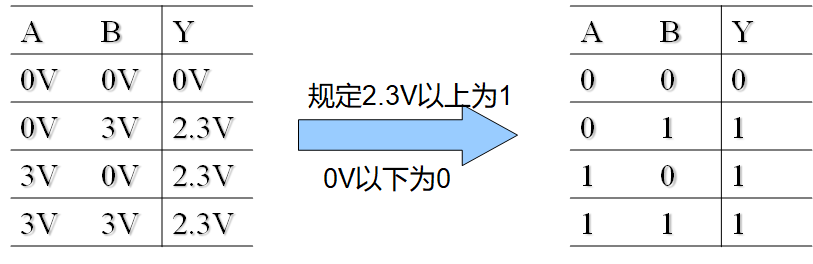 A B Y
0V 0V 0V
0V 3V 2.3V
3V 0V 2.3V
3V 3V 2.3V
规定2.3V以上为1
0V以下为0
A B Y
0 0 0
0 1 1
1 0 1
1 1 1